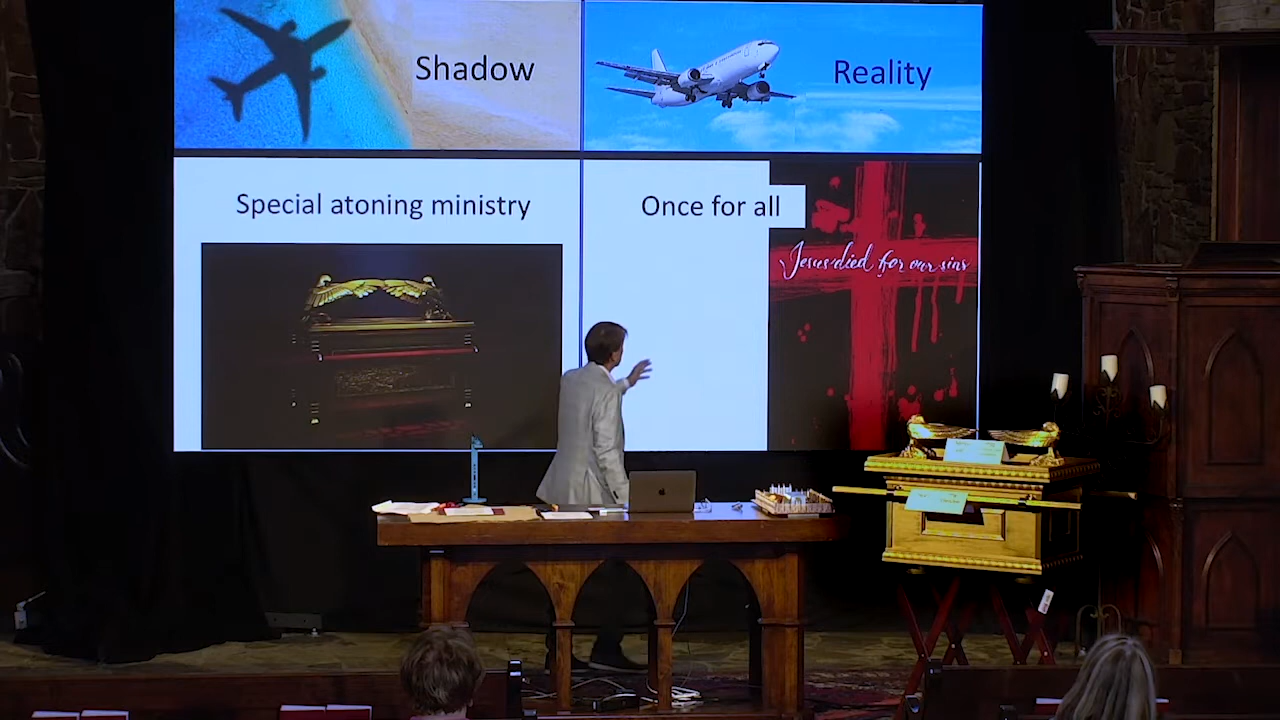 Shadow
Reality
Special atoning ministry
Once for all
Jesus died for our sins